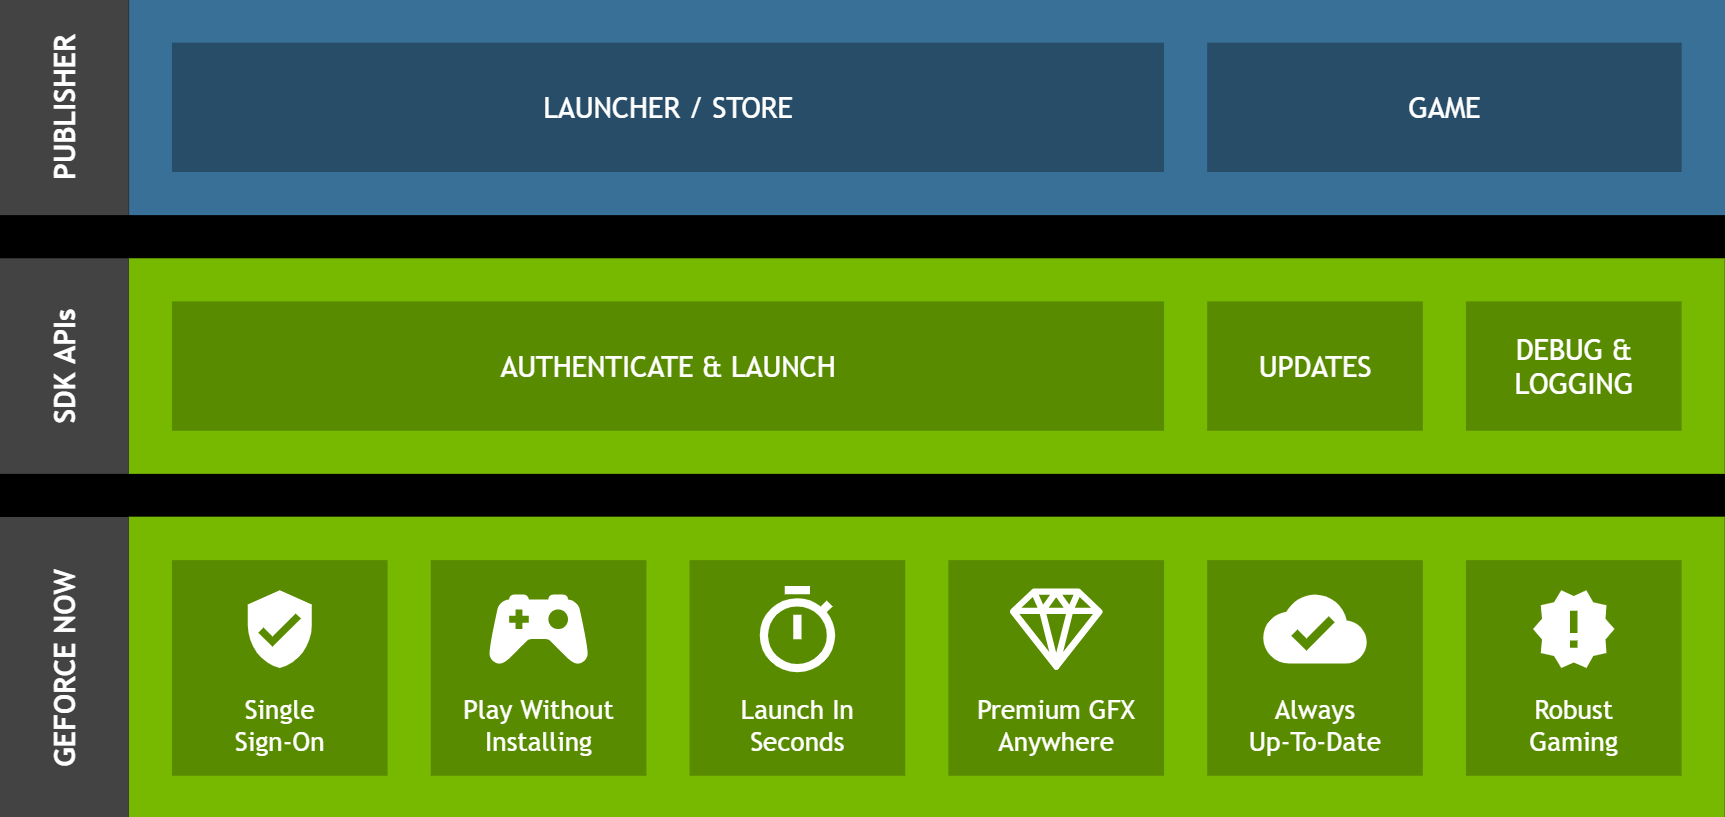 PUBLISHER
LAUNCHER / STORE
GAME
SDK APIs
AUTHENTICATE & LAUNCH
UPDATES
DEBUG &
LOGGING
GEFORCE NOW
Single
Sign-On
Play Without
Installing
Launch In
Seconds
Premium GFX
Anywhere
Always
Up-To-Date
Robust
Gaming